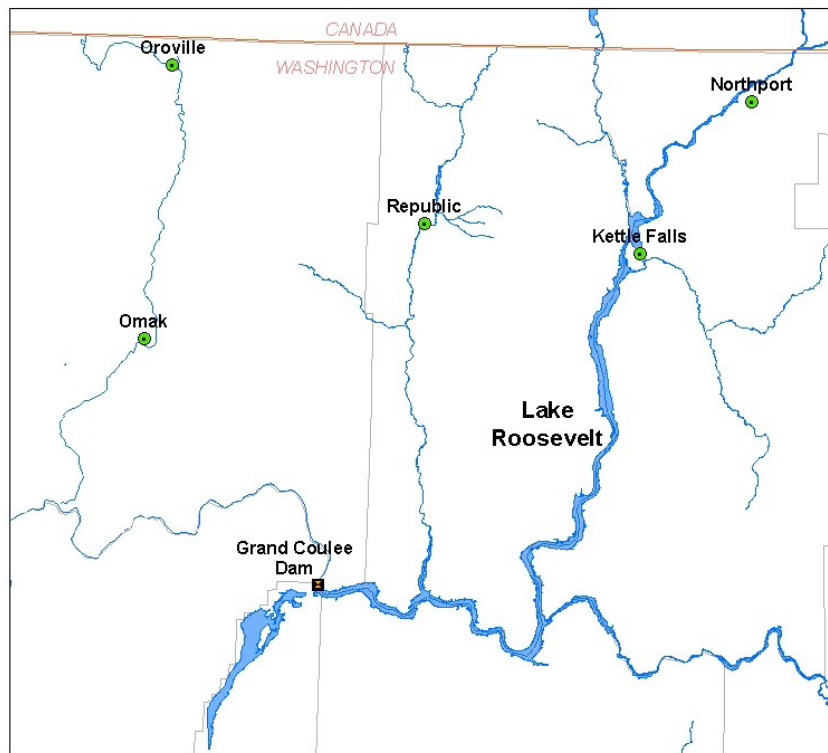 CANADA
Oroville
WASHINGTON
Northport
Republic
Kettle Falls
Omak
Lake
Roosevelt
Grand Coulee
Dam